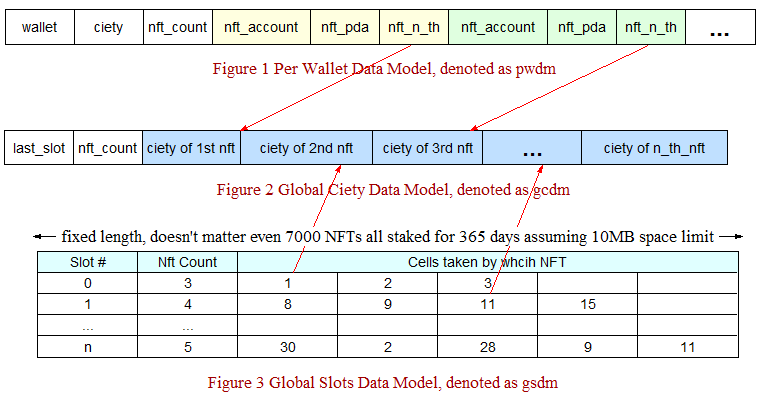 wallet ciety nft_count nft_account nft_pda nft_n_th nft_account nft_pda nft_n_th ...
Figure 1 Per Wallet Data Model, denoted as pwdm
last_slot nft_count ciety of 1st nft ciety of 2nd nft ciety of 3rd nft ... ciety of n_th_nft
Figure 2 Global Ciety Data Model, denoted as gcdm
fixed length, doesn't matter even 7000 NFTs all staked for 365 days assuming 10MB space limit
Slot # Nft Count Cells taken by whcih NFT
0 3 1 2 3
1 4 8 9 11 15
... ...
n 5 30 2 28 9 11
Figure 3 Global Slots Data Model, denoted as gsdm